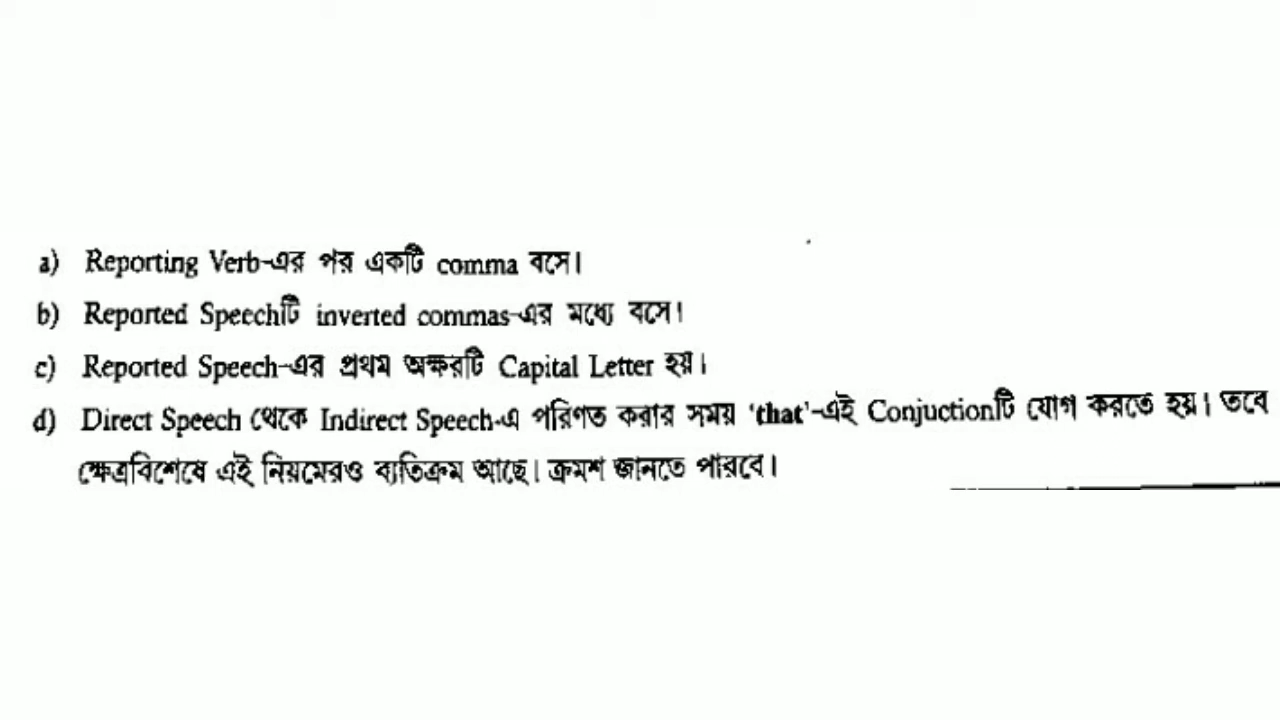 a) Reporting Verb-এর পর একটি comma বসে।
b) Reported Speechটি inverted commas-এর মধ্যে বসে।
c) Reported Speech-এর প্রথম অক্ষরটি Capital Letter হয়।
d) Direct Speech থেকে Indirect Speech-এ পরিণত করার সময় ‘that’-এই Conjuctionটি যোগ করতে হয়। তবে
ক্ষেত্রবিশেষে এই নিয়মেরও ব্যতিক্রম আছে। ক্রমশ জানতে পারবে।